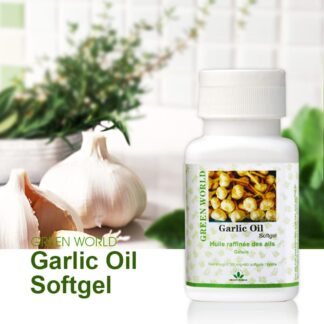 GREEN WORLD
Garlic Oil
Softgel
GREEN WORLD
Garlic Oil
Softgel
Huile raffinée des ails